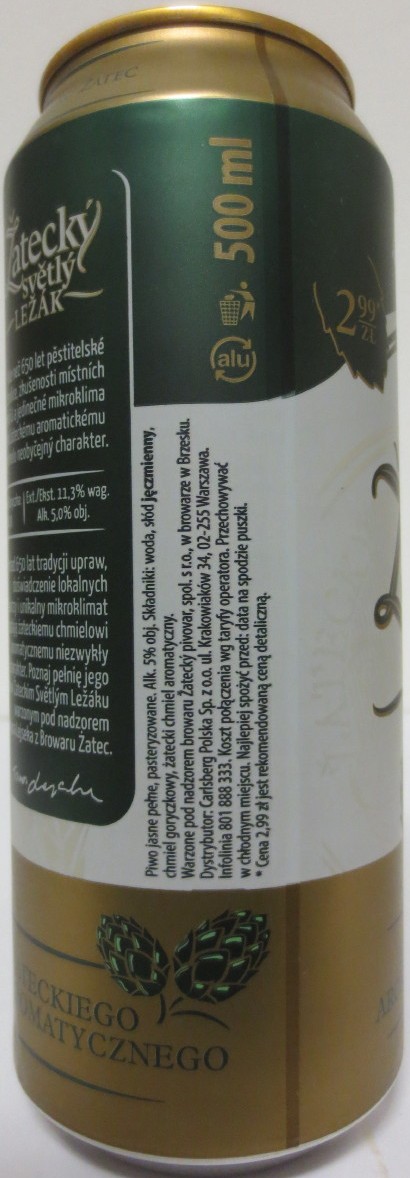 ŽATEC
Žatecký
světlý
LEŽÁK
650 let pěstitelské
zkušenosti místních
jedinečné mikroklima
aromatickému
neobyčejný charakter.
Ext./Ekst. 11,3% wag.
Alk. 5,0% obj.
650 lat tradycji upraw,
lokalnych
unikalny mikroklimat
żateckiemu chmielowi
niezwykły
Poznaj pełnię jego
Světlým Ležáku
pod nadzorem
z Browaru Žatec.
500 ml
alu
2 99*
ZŁ
Piwo jasne pełne, pasteryzowane. Alk. 5% obj. Składniki: woda, słód jęczmienny,
chmiel goryczkowy, żatecki chmiel aromatyczny.
Warzone pod nadzorem browaru Žatecký pivovar, spol. s r.o., w browarze w Brzesku.
Dystrybutor: Carlsberg Polska Sp. z o.o. ul. Krakowiaków 34, 02-255 Warszawa.
Infolinia 801 888 333. Koszt połączenia wg taryfy operatora. Przechowywać
w chłodnym miejscu. Najlepiej spożyć przed: data na spodzie puszki.
* Cena 2,99 zł jest rekomendowaną ceną detaliczną.